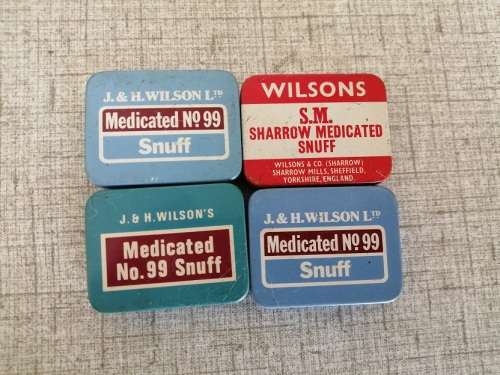 J. & H. WILSON LTD
Medicated Nº 99
Snuff
WILSONS
S.M.
SHARROW MEDICATED
SNUFF
WILSONS & CO. (SHARROW)
SHARROW MILLS, SHEFFIELD,
YORKSHIRE, ENGLAND.
J. & H. WILSON'S
Medicated
No. 99 Snuff
J. & H. WILSON LTD
Medicated Nº 99
Snuff